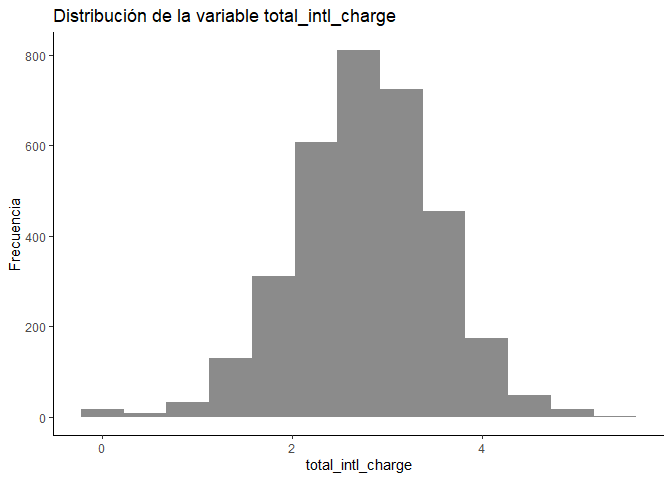 Distribución de la variable total_intl_charge
800
600
400
200
0
Frecuencia
0 2 4
total_intl_charge